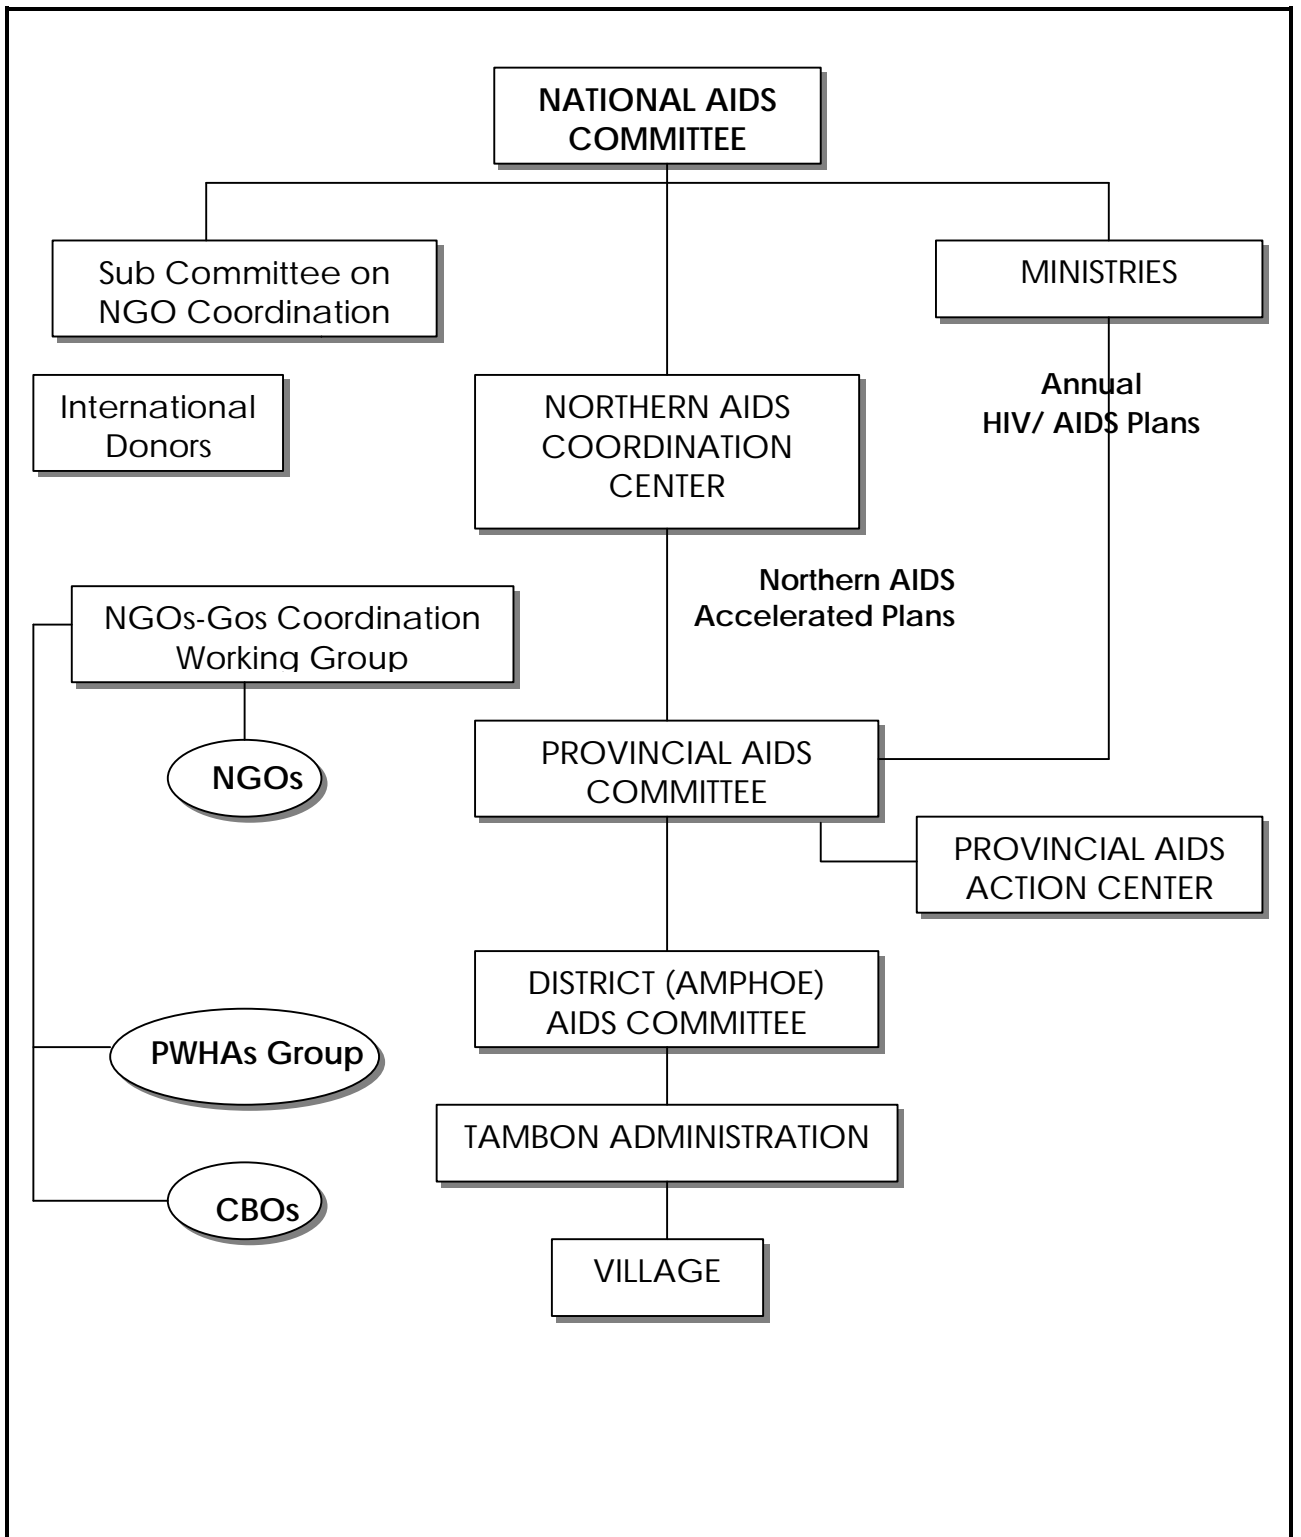 NATIONAL AIDS
COMMITTEE
Sub Committee on
NGO Coordination
MINISTRIES
International
Donors
NORTHERN AIDS
COORDINATION
CENTER
Annual
HIV/ AIDS Plans
Northern AIDS
Accelerated Plans
NGOs-Gos Coordination
Working Group
NGOs
PROVINCIAL AIDS
COMMITTEE
PROVINCIAL AIDS
ACTION CENTER
DISTRICT (AMPHOE)
AIDS COMMITTEE
PWHAs Group
TAMBON ADMINISTRATION
CBOs
VILLAGE